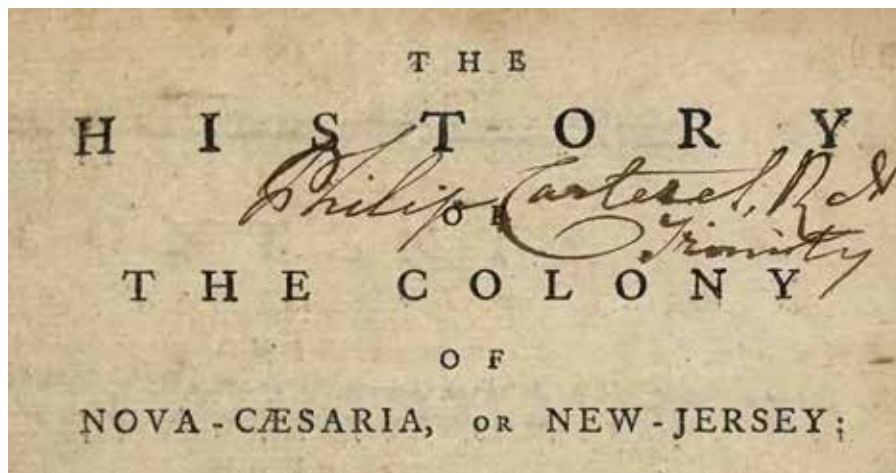 THE
HISTORY
Philip Carteret, R.N
OF
Trinity
THE COLONY
OF
NOVA-CÆSARIA, OR NEW-JERSEY;